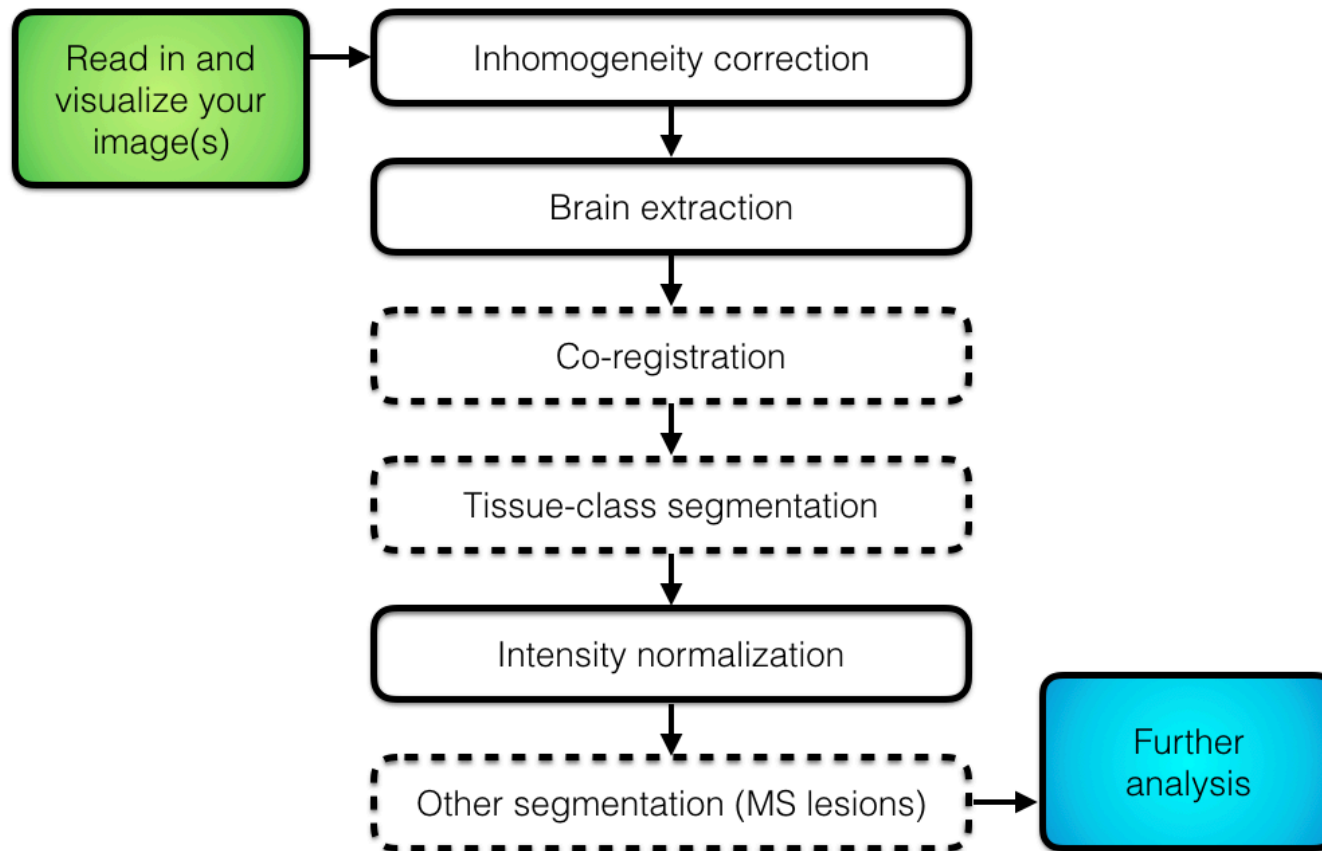 Read in and
visualize your
image(s)
Inhomogeneity correction
Brain extraction
Co-registration
Tissue-class segmentation
Intensity normalization
Other segmentation (MS lesions)
Further
analysis